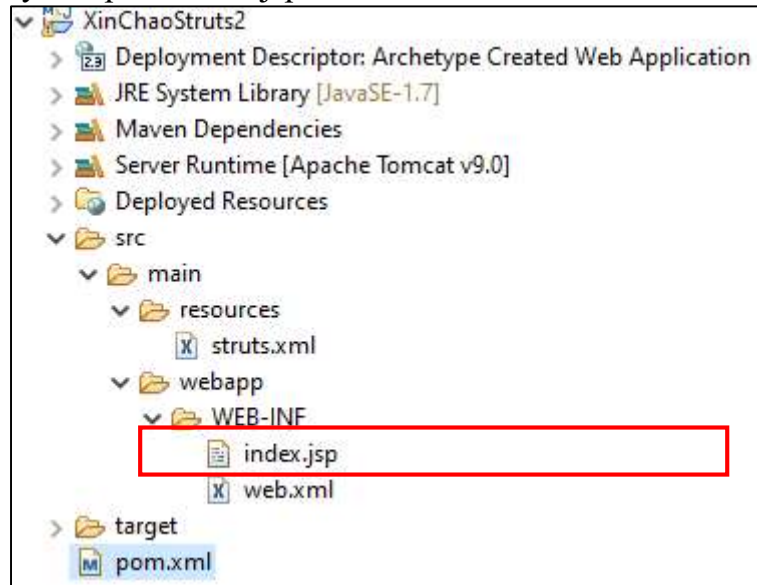 XinChaoStruts2
Deployment Descriptor: Archetype Created Web Application
JRE System Library [JavaSE-1.7]
Maven Dependencies
Server Runtime [Apache Tomcat v9.0]
Deployed Resources
src
main
resources
struts.xml
webapp
WEB-INF
index.jsp
web.xml
target
pom.xml